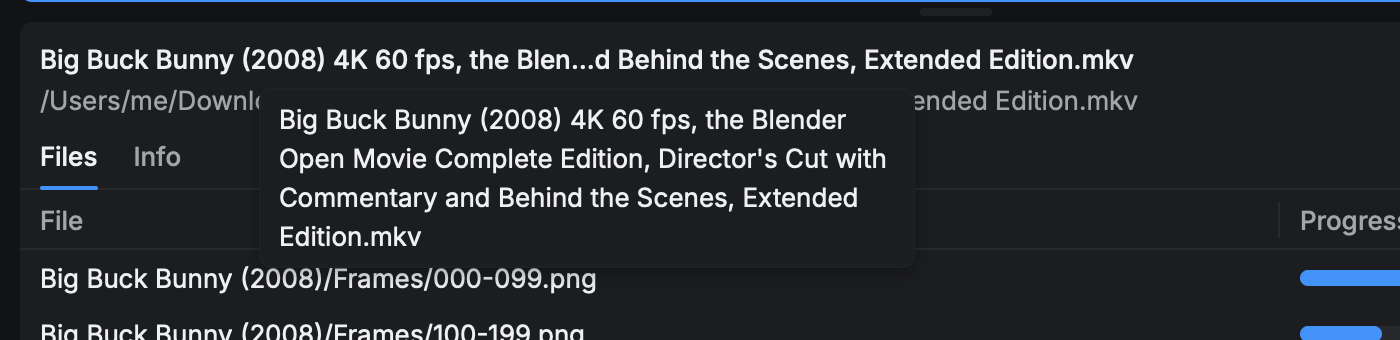 Big Buck Bunny (2008) 4K 60 fps, the Blen...d Behind the Scenes, Extended Edition.mkv
/Users/me/Downlo ended Edition.mkv
Big Buck Bunny (2008) 4K 60 fps, the Blender
Open Movie Complete Edition, Director's Cut with
Commentary and Behind the Scenes, Extended
Edition.mkv
Files Info
File Progress
Big Buck Bunny (2008)/Frames/000-099.png
Big Buck Bunny (2008)/Frames/100-199.png